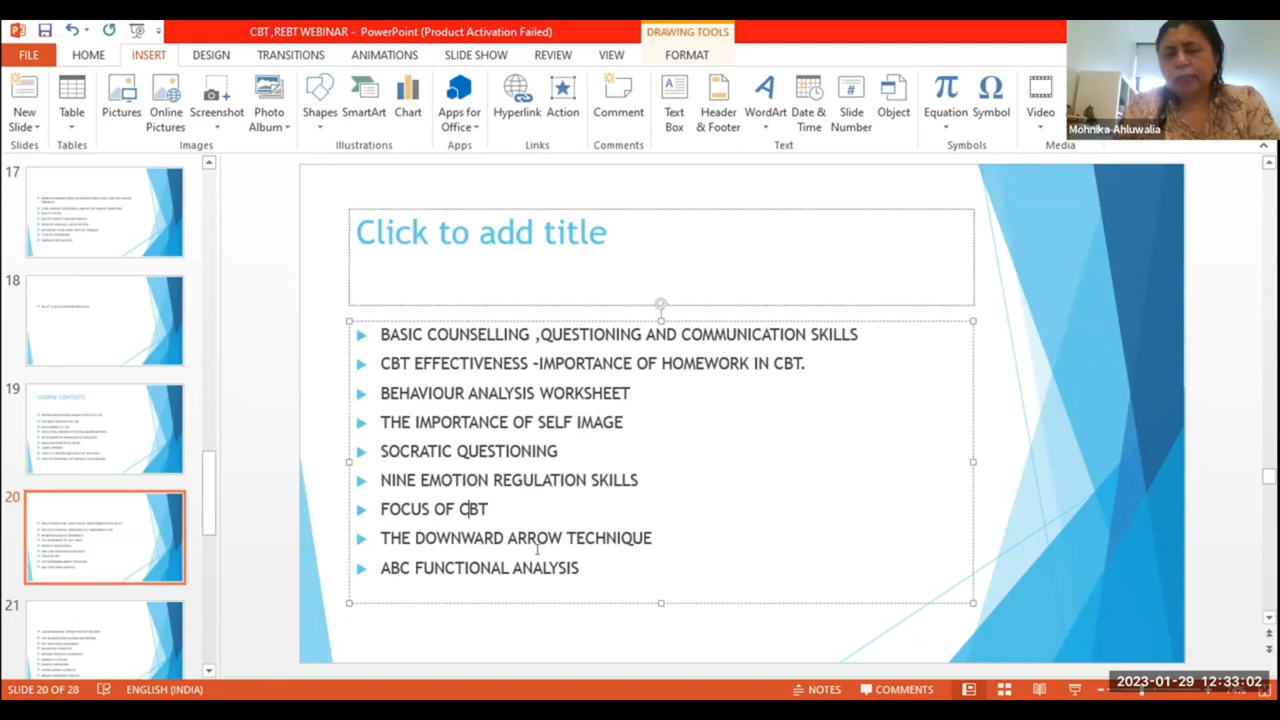 CBT ,REBT WEBINAR - PowerPoint (Product Activation Failed)
DRAWING TOOLS
FILE HOME INSERT DESIGN TRANSITIONS ANIMATIONS SLIDE SHOW REVIEW VIEW FORMAT
New Slide Table Pictures Online Pictures Screenshot Photo Album Shapes SmartArt Chart Apps for Office Hyperlink Action Comment Text Box Header & Footer WordArt Date & Time Slide Number Object Equation Symbol Video
Slides Tables Images Illustrations Apps Links Comments Text Symbols Media
Mohnika Ahluwalia
17
18
19
COURSE CONTENTS
20
21
Click to add title
BASIC COUNSELLING ,QUESTIONING AND COMMUNICATION SKILLS
CBT EFFECTIVENESS –IMPORTANCE OF HOMEWORK IN CBT.
BEHAVIOUR ANALYSIS WORKSHEET
THE IMPORTANCE OF SELF IMAGE
SOCRATIC QUESTIONING
NINE EMOTION REGULATION SKILLS
FOCUS OF CBT
THE DOWNWARD ARROW TECHNIQUE
ABC FUNCTIONAL ANALYSIS
SLIDE 20 OF 28 ENGLISH (INDIA) NOTES COMMENTS
2023-01-29 12:33:02